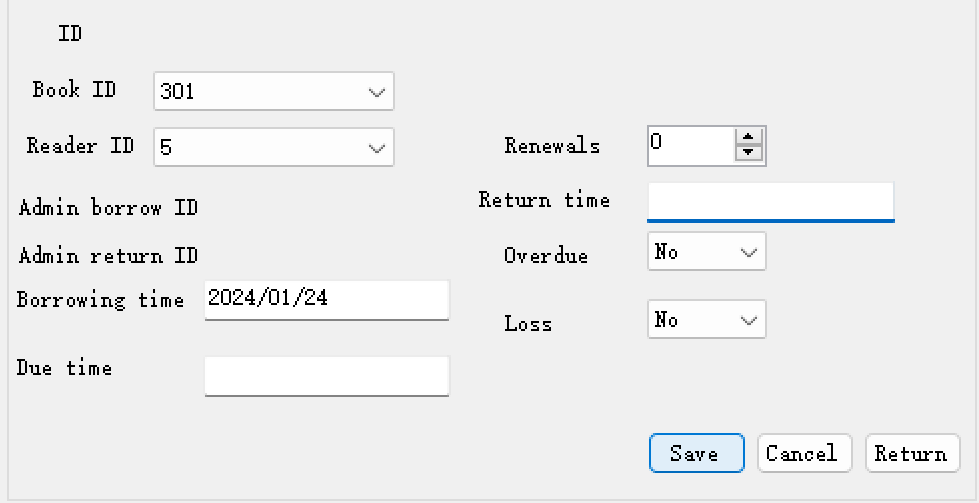 ID
Book ID 301
Reader ID 5
Renewals 0
Admin borrow ID
Return time
Admin return ID
Overdue No
Borrowing time 2024/01/24
Loss No
Due time
Save Cancel Return